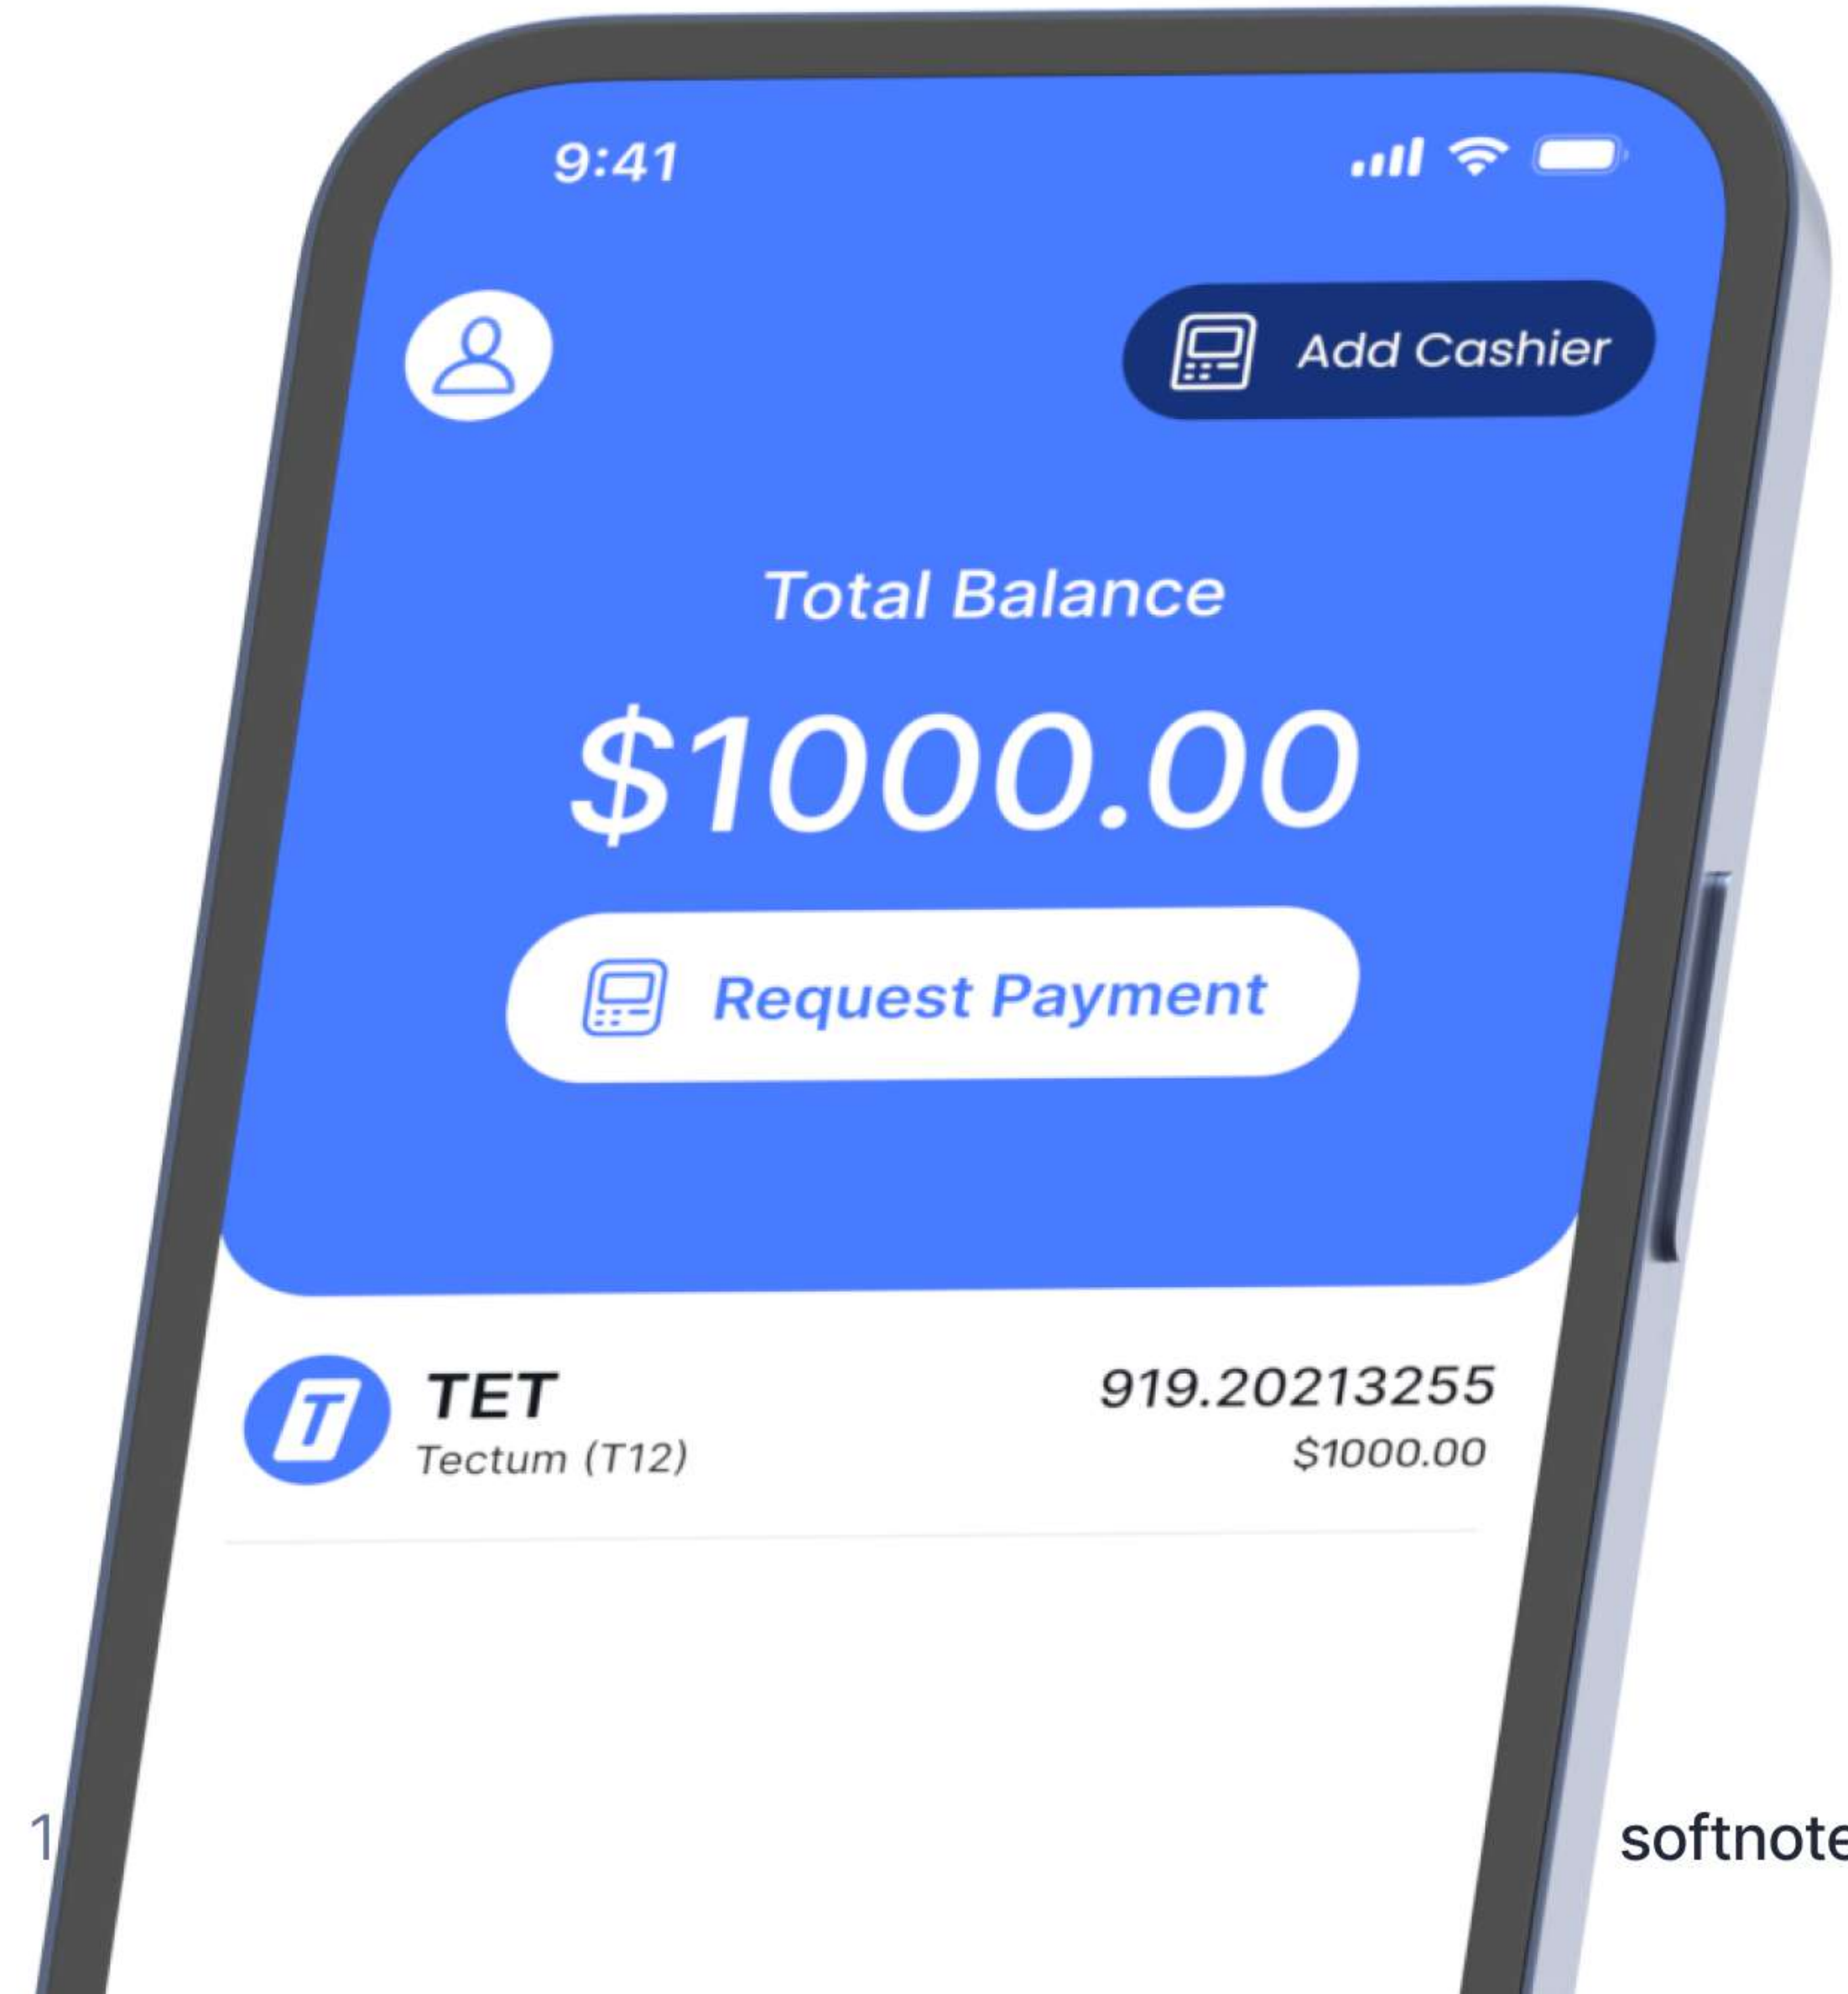 9:41
Add Cashier
Total Balance
$1000.00
Request Payment
T
TET
919.20213255
Tectum (T12)
$1000.00
1
softnote